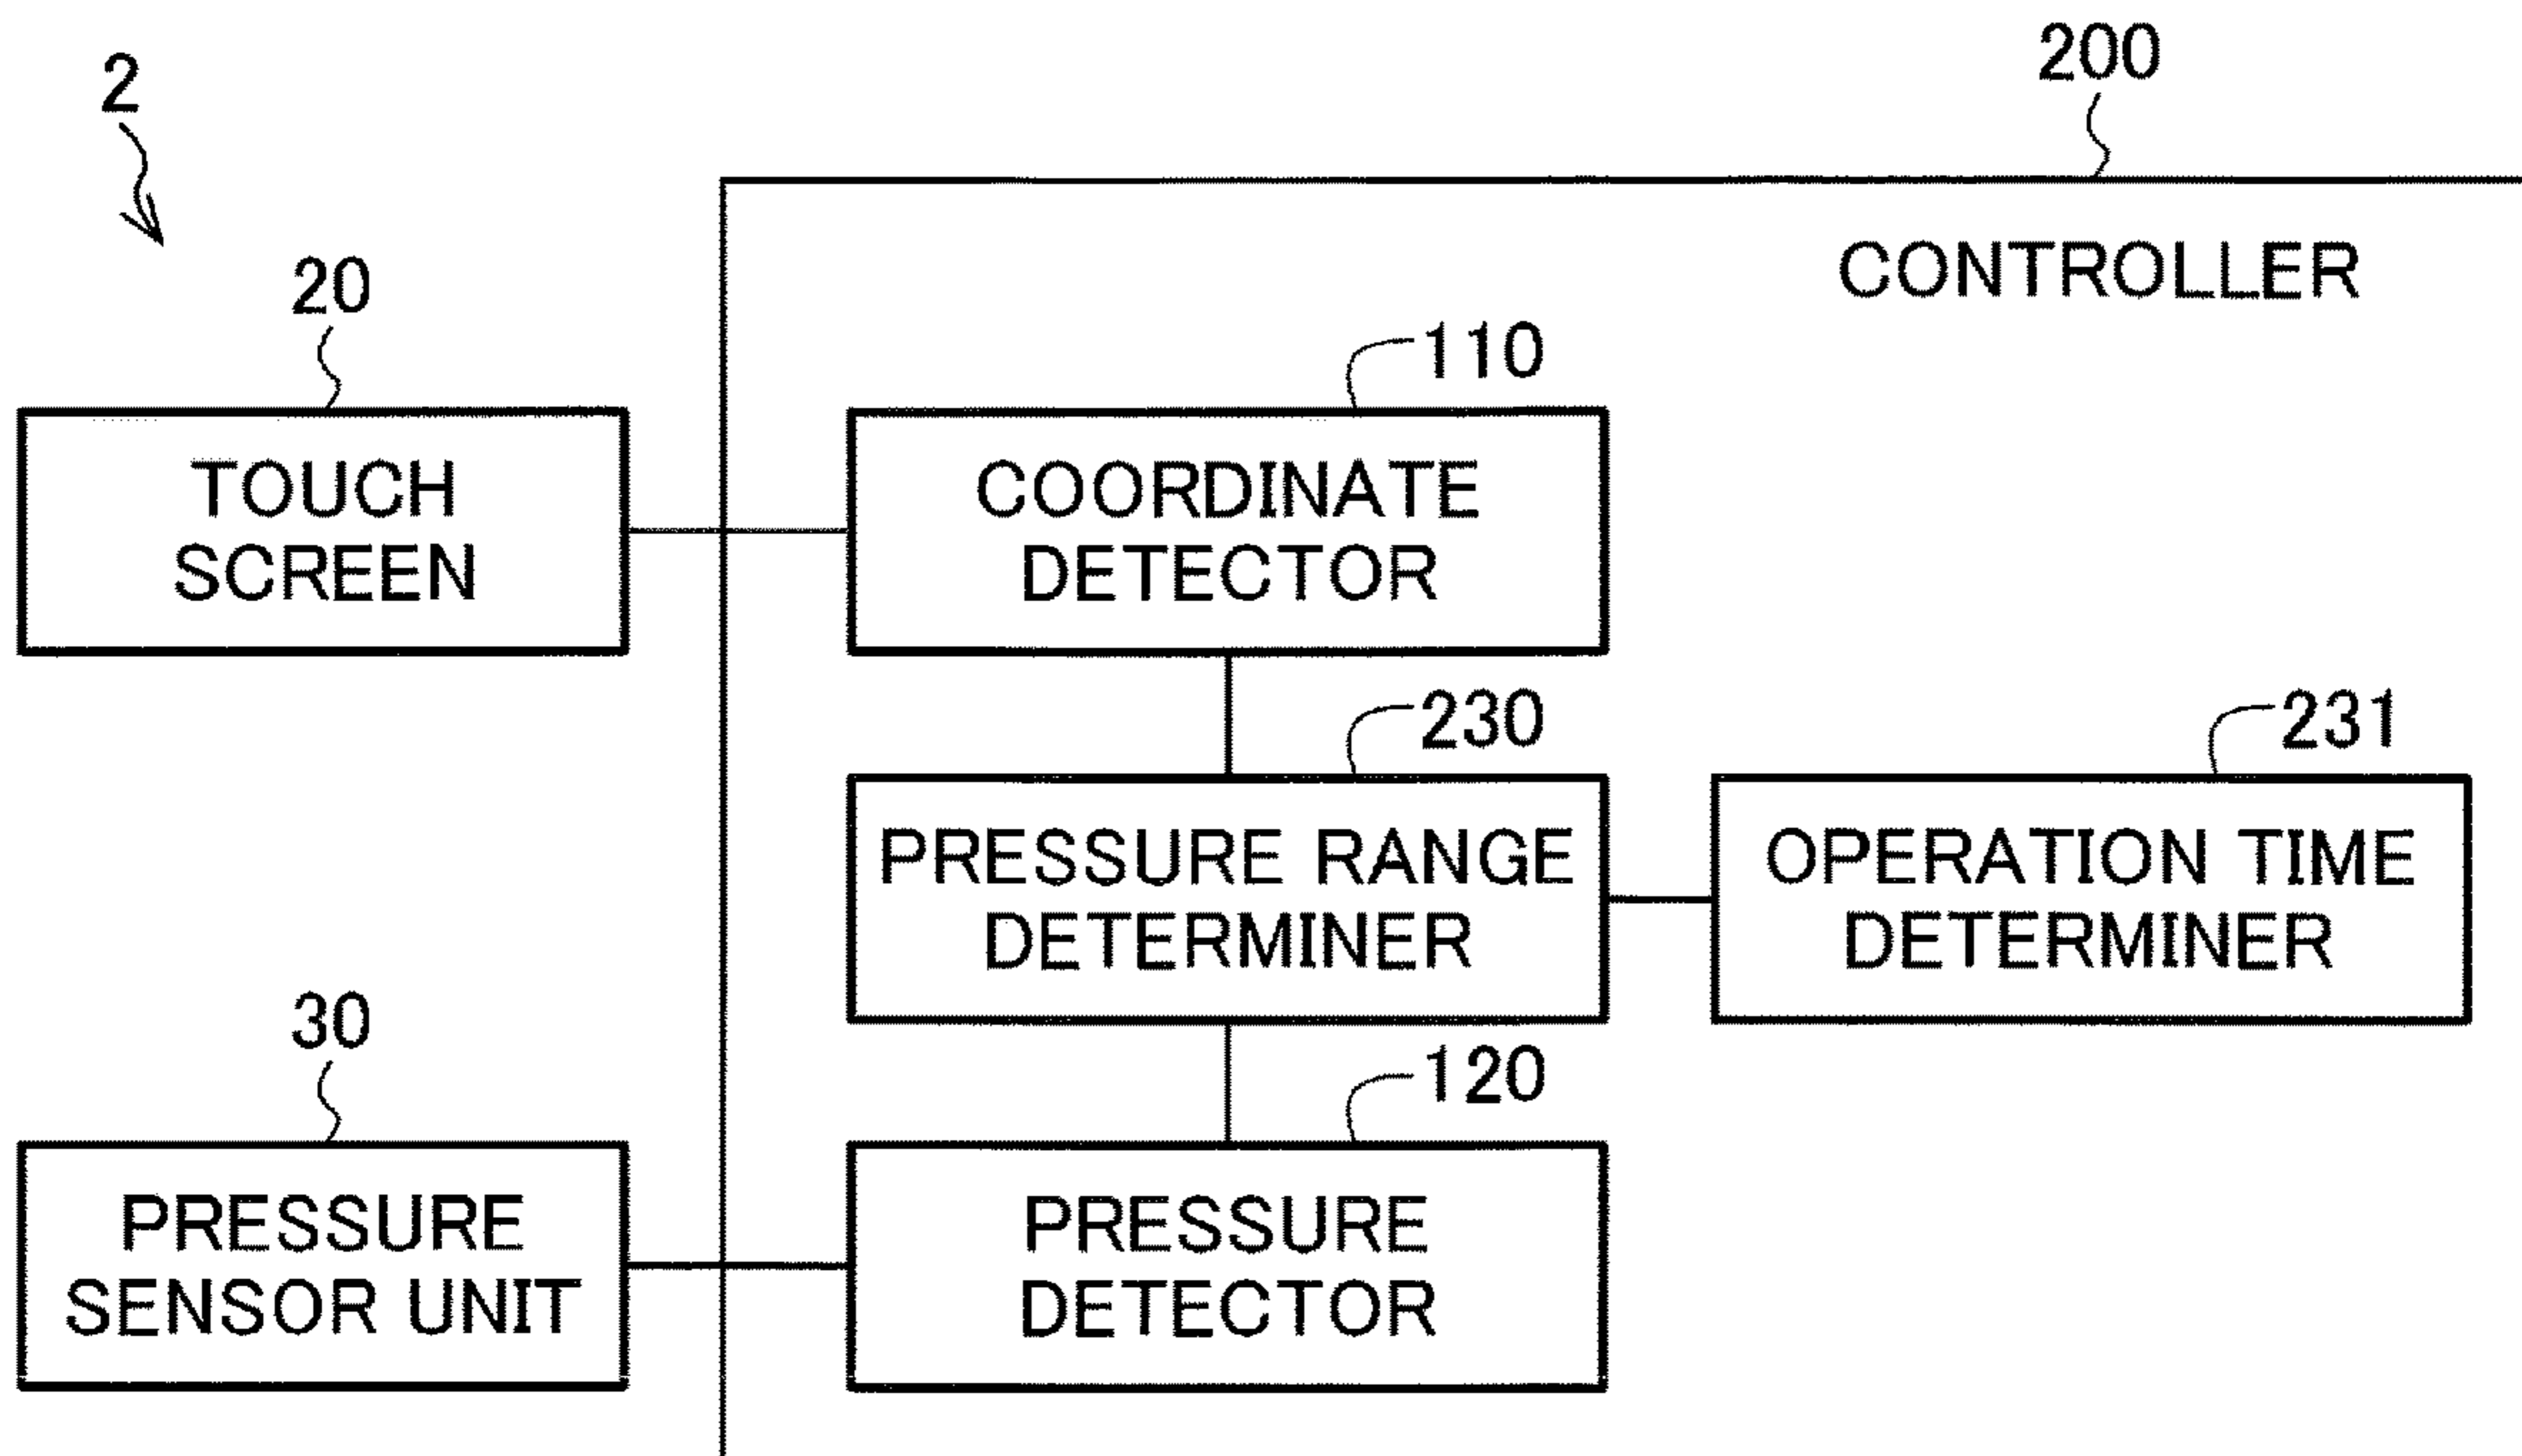 2
200
CONTROLLER
20
110
TOUCH
SCREEN
COORDINATE
DETECTOR
230
231
PRESSURE RANGE
DETERMINER
OPERATION TIME
DETERMINER
30
120
PRESSURE
SENSOR UNIT
PRESSURE
DETECTOR